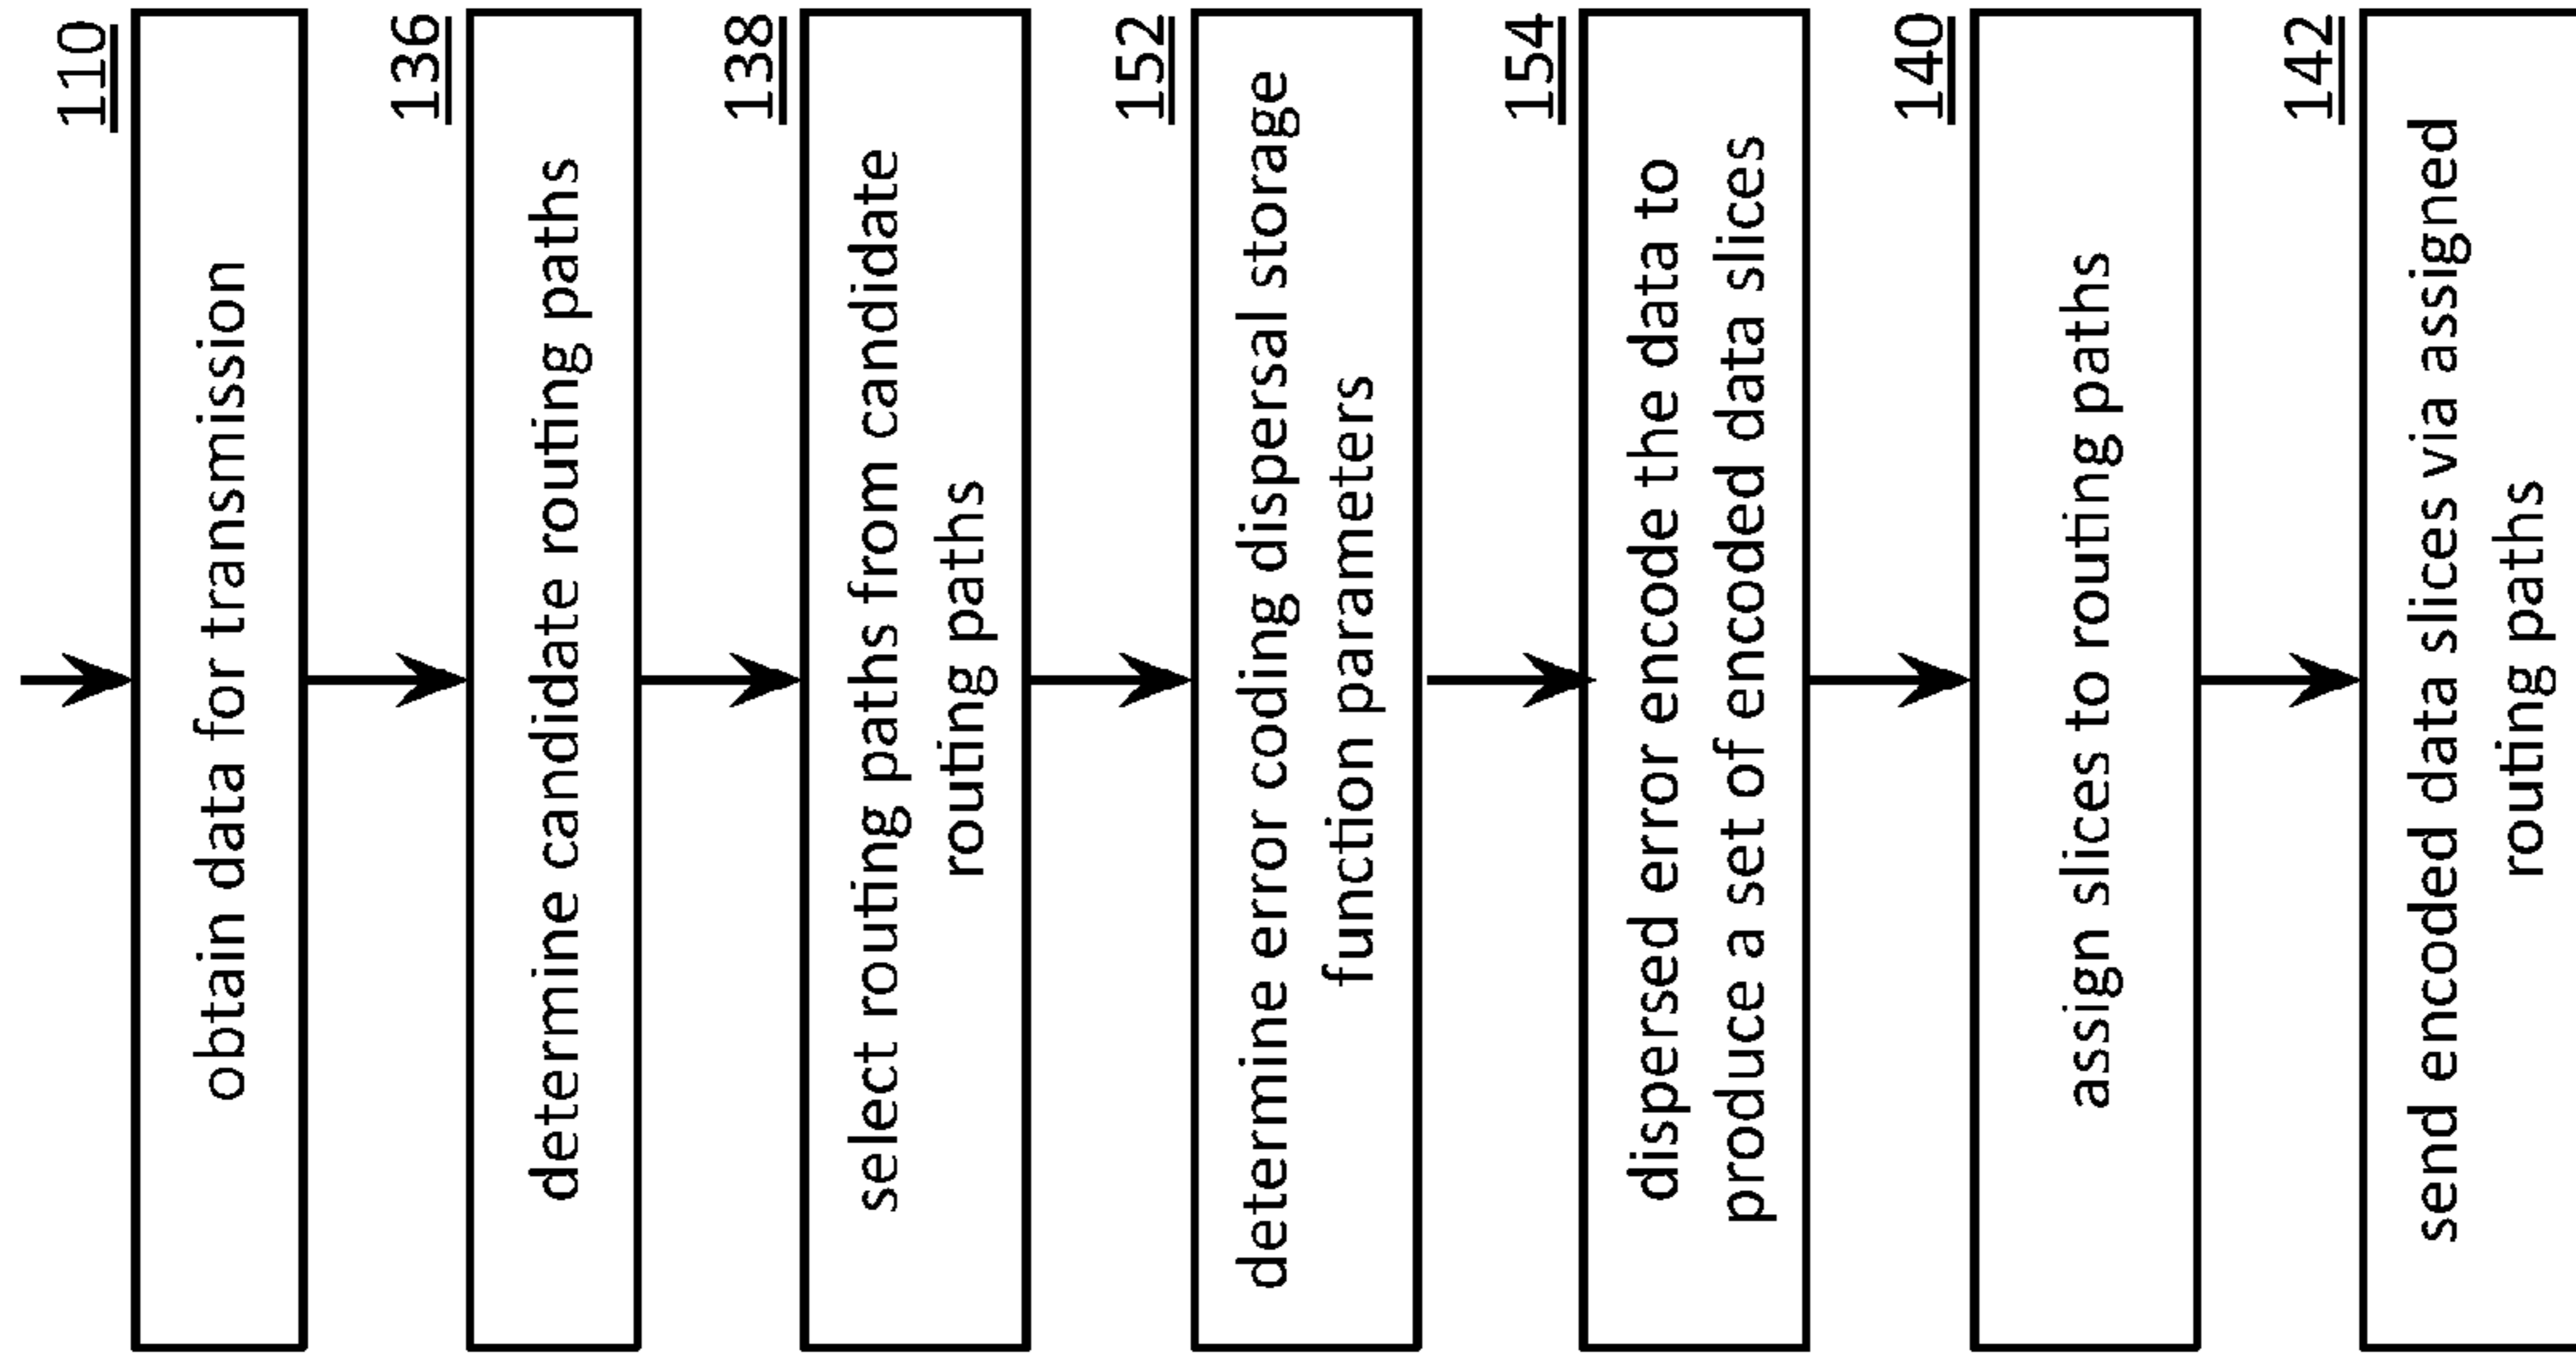 110
obtain data for transmission
136
determine candidate routing paths
138
select routing paths from candidate
routing paths
152
determine error coding dispersal storage
function parameters
154
dispersed error encode the data to
produce a set of encoded data slices
140
assign slices to routing paths
142
send encoded data slices via assigned
routing paths